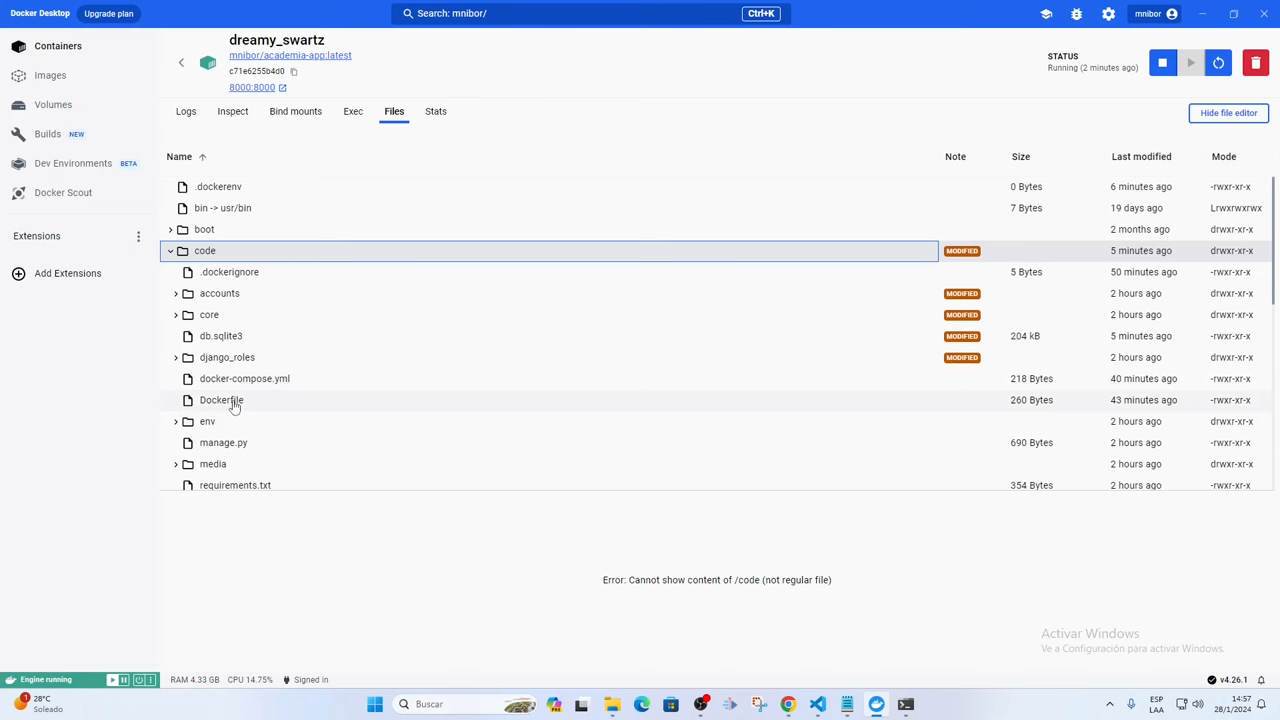 Docker Desktop Upgrade plan Search: mnibor/ Ctrl+K mnibor
Containers
Images
Volumes
Builds NEW
Dev Environments BETA
Docker Scout
Extensions
Add Extensions
dreamy_swartz
mnibor/academia-app:latest
c71e6255b4d0
8000:8000
STATUS
Running (2 minutes ago)
Logs Inspect Bind mounts Exec Files Stats
Hide file editor
Name Note Size Last modified Mode
.dockerenv 0 Bytes 6 minutes ago -rwxr-xr-x
bin -> usr/bin 7 Bytes 19 days ago Lrwxrwxrwx
boot 2 months ago drwxr-xr-x
code MODIFIED 5 minutes ago drwxr-xr-x
.dockerignore 5 Bytes 50 minutes ago -rwxr-xr-x
accounts MODIFIED 2 hours ago drwxr-xr-x
core MODIFIED 2 hours ago drwxr-xr-x
db.sqlite3 MODIFIED 204 kB 5 minutes ago -rwxr-xr-x
django_roles MODIFIED 2 hours ago drwxr-xr-x
docker-compose.yml 218 Bytes 40 minutes ago -rwxr-xr-x
Dockerfile 260 Bytes 43 minutes ago -rwxr-xr-x
env 2 hours ago drwxr-xr-x
manage.py 690 Bytes 2 hours ago -rwxr-xr-x
media 2 hours ago drwxr-xr-x
requirements.txt 354 Bytes 2 hours ago -rwxr-xr-x
Error: Cannot show content of /code (not regular file)
Activar Windows
Ve a Configuración para activar Windows.
Engine running RAM 4.33 GB CPU 14.75% Signed in v4.26.1
28°C
Soleado
Buscar
ESP
LAA
14:57
28/1/2024